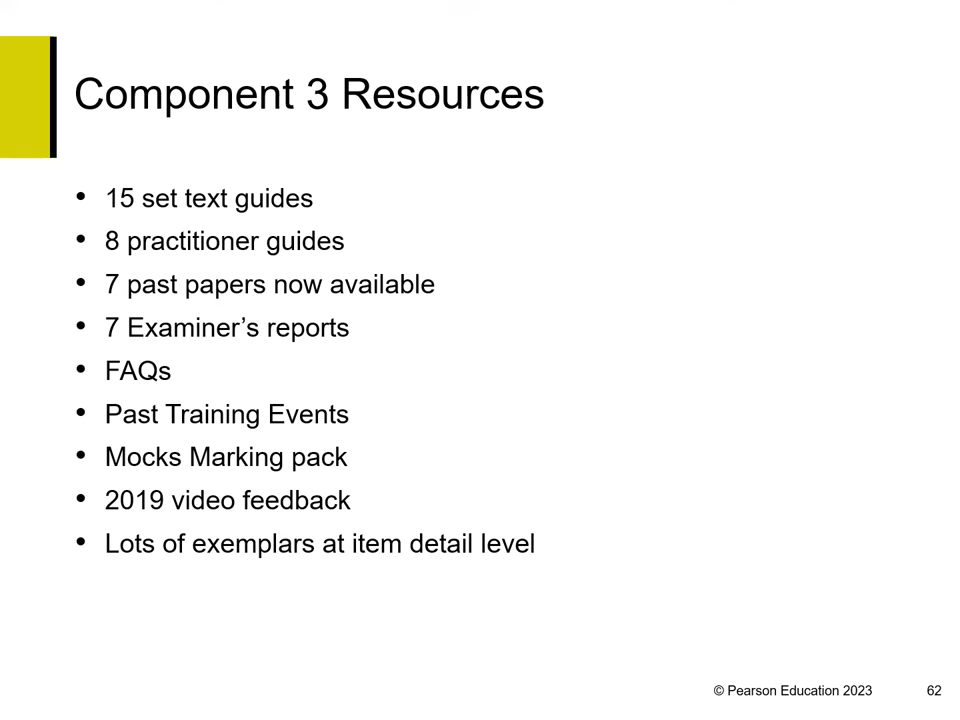 Component 3 Resources
• 15 set text guides
• 8 practitioner guides
• 7 past papers now available
• 7 Examiner’s reports
• FAQs
• Past Training Events
• Mocks Marking pack
• 2019 video feedback
• Lots of exemplars at item detail level
© Pearson Education 2023 62